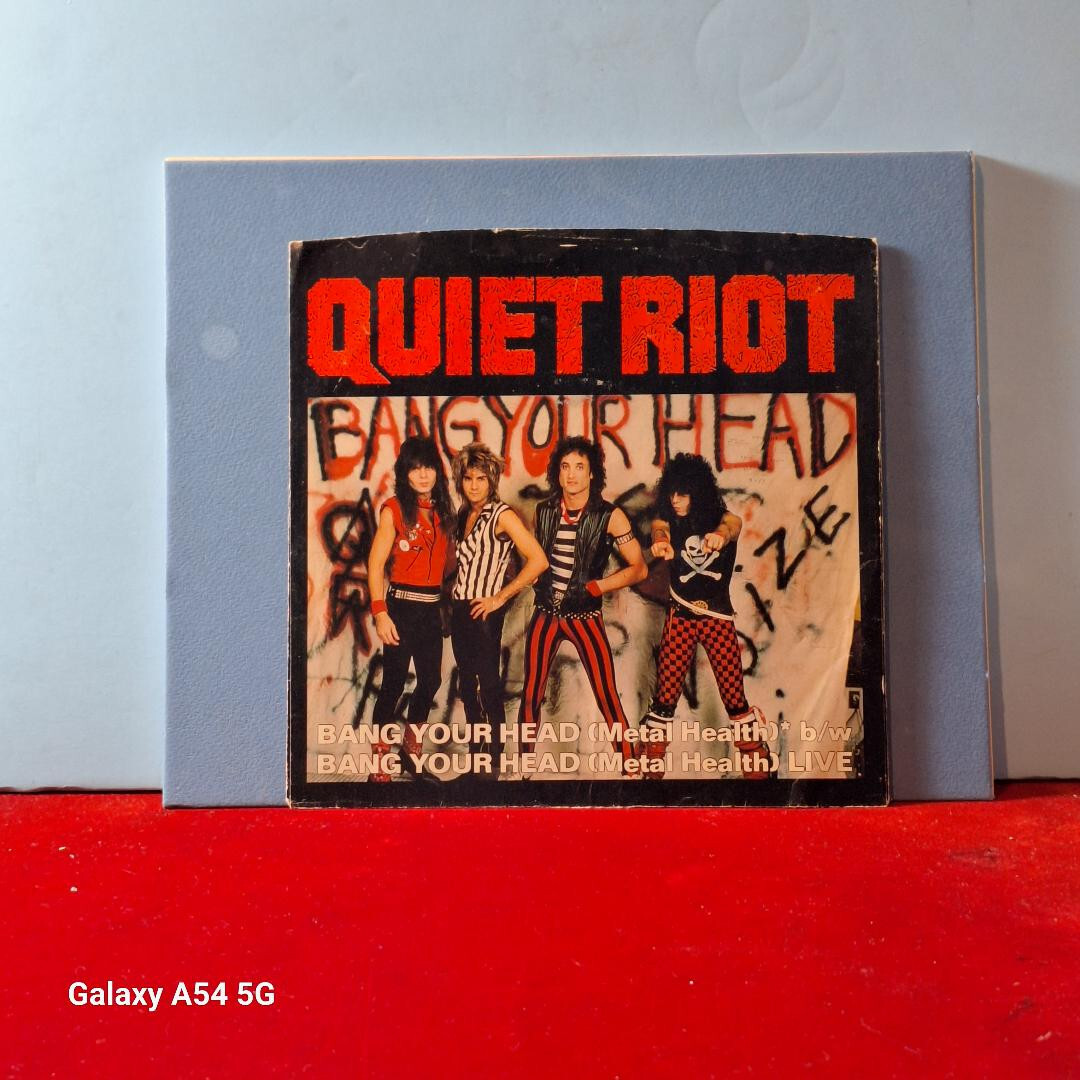 QUIET RIOT
BANG YOUR HEAD
BANG YOUR HEAD (Metal Health)* b/w
BANG YOUR HEAD (Metal Health) LIVE
Galaxy A54 5G